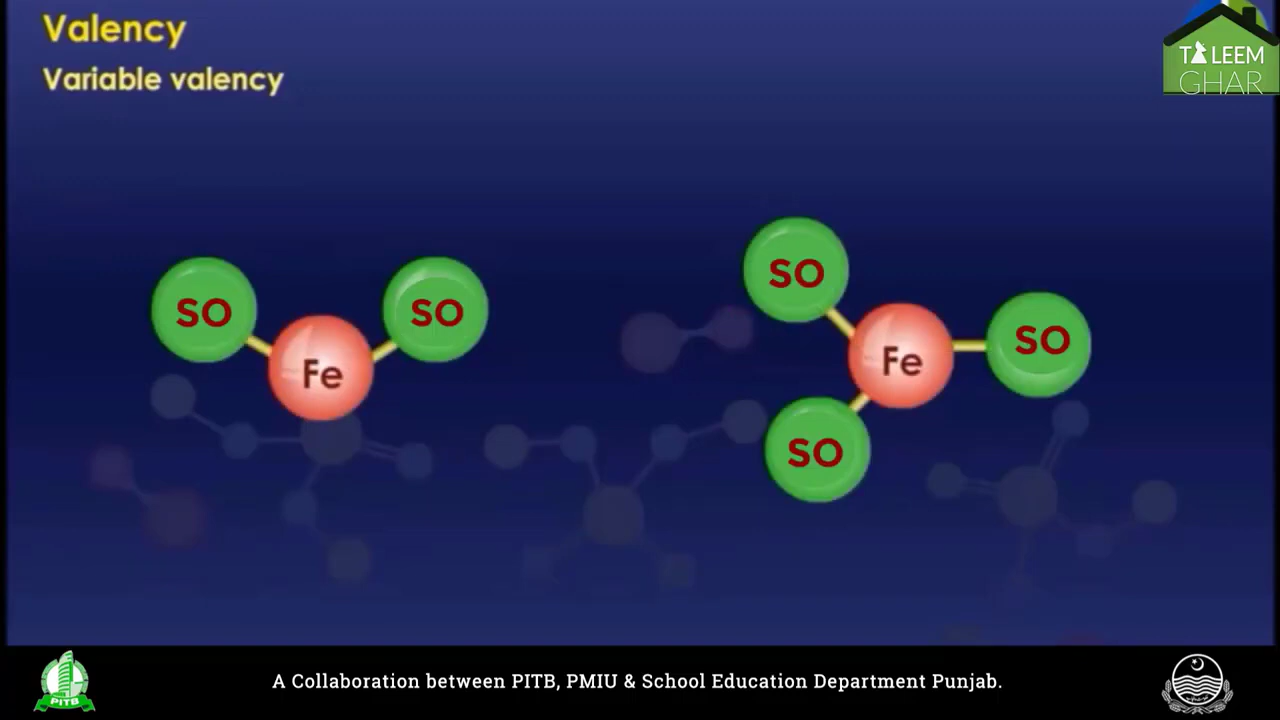 Valency
Variable valency
TALEEM
GHAR
SO
SO
Fe
SO
Fe
SO
SO
PITB
A Collaboration between PITB, PMIU & School Education Department Punjab.